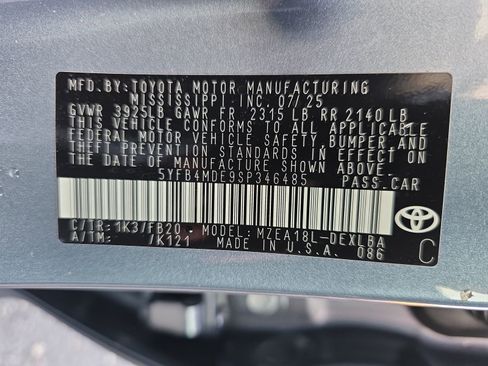 MFD.BY:TOYOTA MOTOR MANUFACTURING
MISSISSIPPI INC. 07/25
GVWR 3925LB GAWR FR 2315 LB RR 2140 LB
THIS VEHICLE CONFORMS TO ALL APPLICABLE
FEDERAL MOTOR VEHICLE SAFETY, BUMPER, AND
THEFT PREVENTION STANDARDS IN EFFECT ON
THE DATE OF MANUFACTURE SHOWN ABOVE.
5YFB4MDE9SP346485 PASS.CAR
C/TR: 1K3/FB20 MODEL: MZEA18L-DEXLBA
A/TM: /K121 MADE IN U.S.A. 086
TOYOTA
C